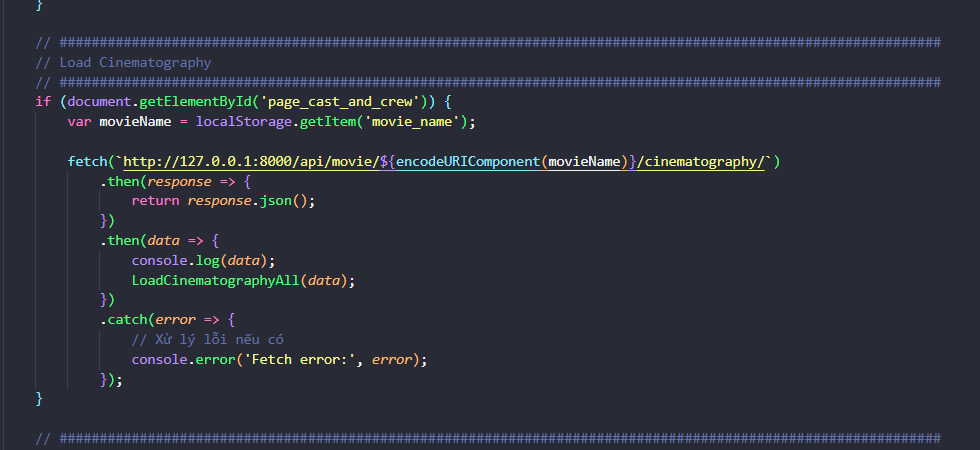 }
// ##############################################################################################################
// Load Cinematography
// ##############################################################################################################
if (document.getElementById('page_cast_and_crew')) {
var movieName = localStorage.getItem('movie_name');
fetch(`http://127.0.0.1:8000/api/movie/${encodeURIComponent(movieName)}/cinematography/`)
.then(response => {
return response.json();
})
.then(data => {
console.log(data);
LoadCinematographyAll(data);
})
.catch(error => {
// Xử lý lỗi nếu có
console.error('Fetch error:', error);
});
}
// ##############################################################################################################